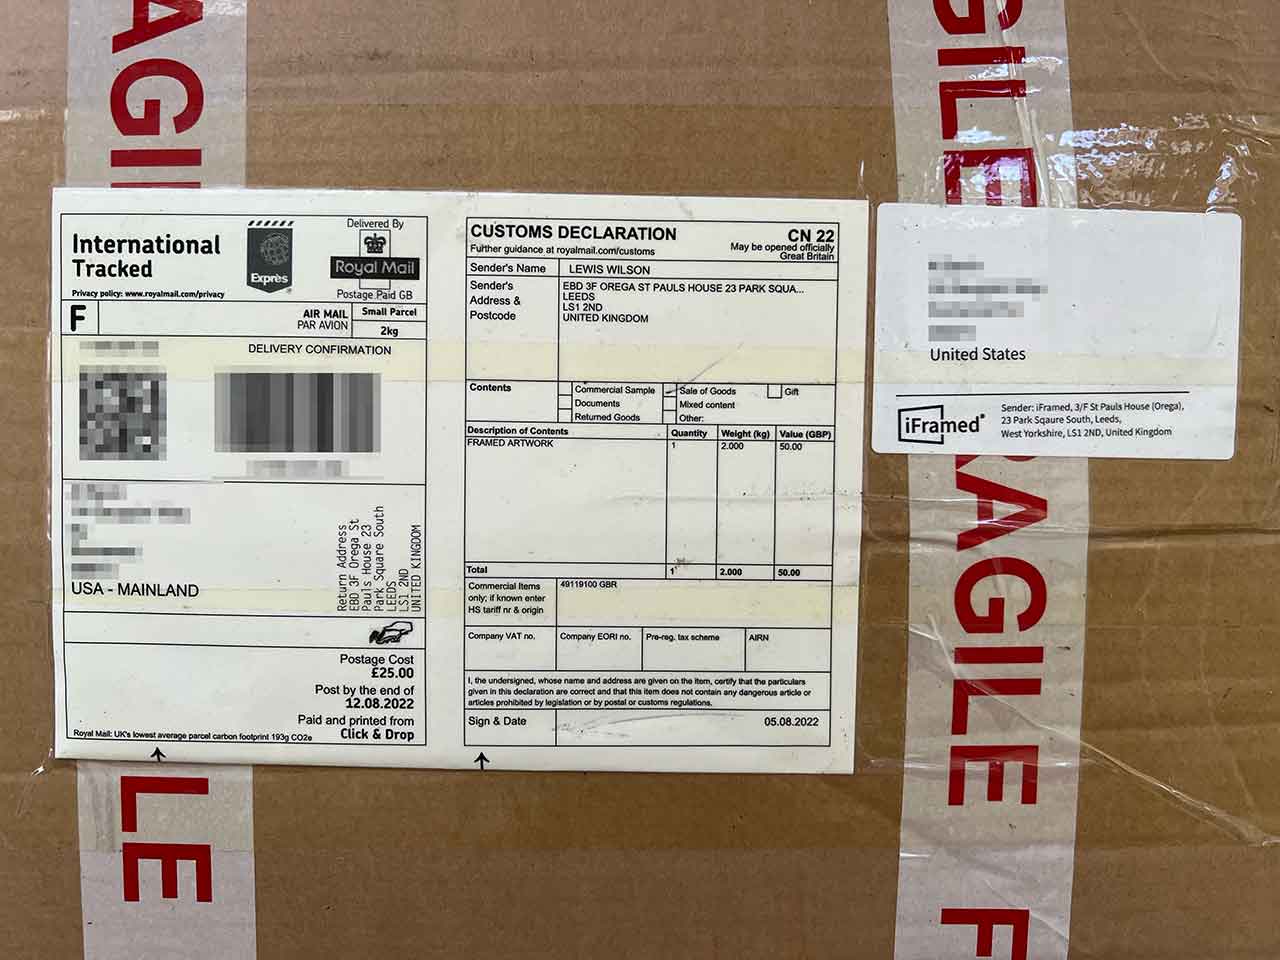 AGI
GILE
International
Tracked
Exprès
Delivered By
Royal Mail
Postage Paid GB
Privacy policy: www.royalmail.com/privacy
F
AIR MAIL
PAR AVION
Small Parcel
2kg
DELIVERY CONFIRMATION
USA - MAINLAND
Return Address
EBD 3F Orega St
Pauls House 23
Park Square South
LEEDS
LS1 2ND
UNITED KINGDOM
Postage Cost
£25.00
Post by the end of
12.08.2022
Paid and printed from
Click & Drop
Royal Mail: UK's lowest average parcel carbon footprint 193g CO2e
CUSTOMS DECLARATION
CN 22
Further guidance at royalmail.com/customs
May be opened officially
Great Britain
Sender's Name LEWIS WILSON
Sender's
Address &
Postcode
EBD 3F OREGA ST PAULS HOUSE 23 PARK SQUA...
LEEDS
LS1 2ND
UNITED KINGDOM
Contents
Commercial Sample
Documents
Returned Goods
Sale of Goods
Mixed content
Other:
Gift
Description of Contents Quantity Weight (kg) Value (GBP)
FRAMED ARTWORK 1 2.000 50.00
Total 1 2.000 50.00
Commercial Items
only; if known enter
HS tariff nr & origin
49119100 GBR
Company VAT no. Company EORI no. Pre-reg. tax scheme AIRN
I, the undersigned, whose name and address are given on the item, certify that the particulars
given in this declaration are correct and that this item does not contain any dangerous article or
articles prohibited by legislation or by postal or customs regulations.
Sign & Date 05.08.2022
United States
iFramed
Sender: iFramed, 3/F St Pauls House (Orega),
23 Park Sqaure South, Leeds,
West Yorkshire, LS1 2ND, United Kingdom
LE
RAGILE F